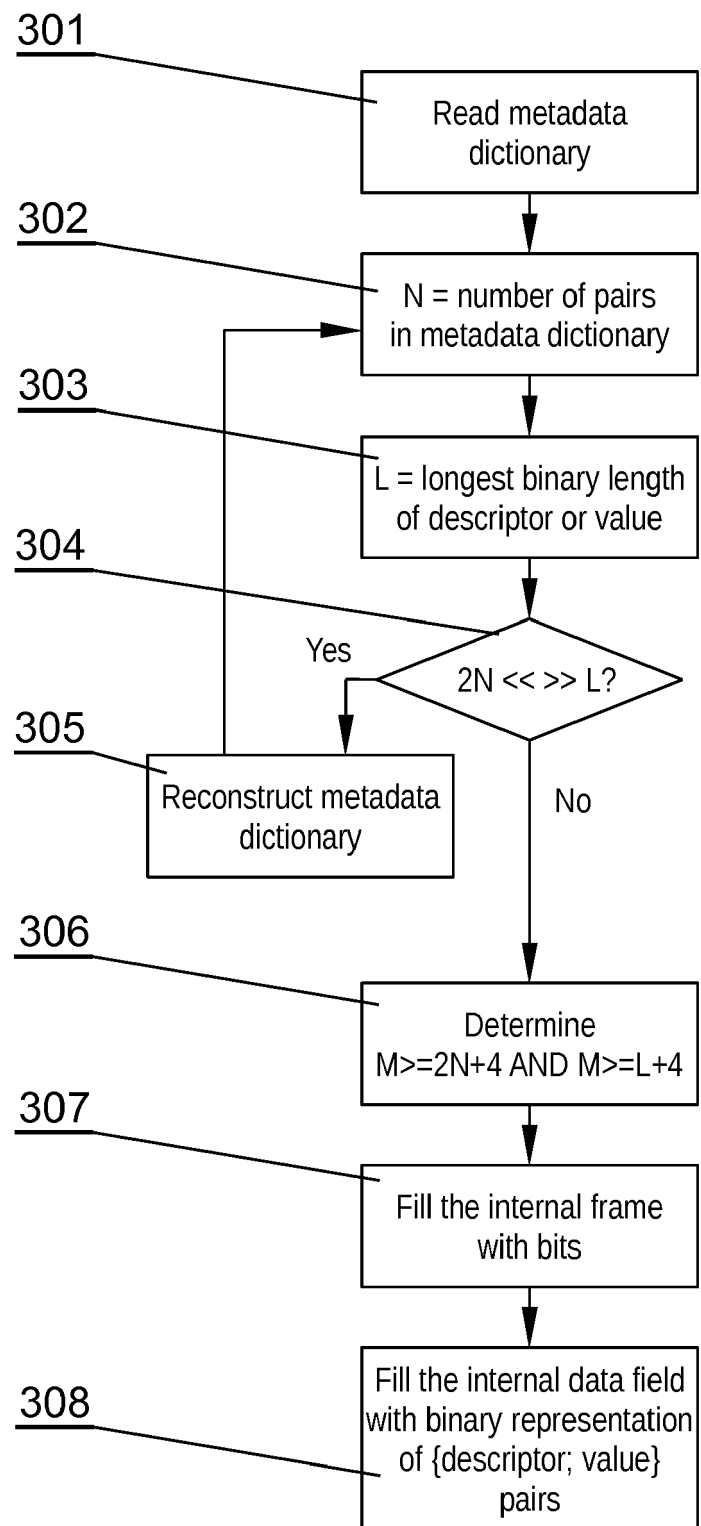 301
Read metadata
dictionary
302
N = number of pairs
in metadata dictionary
303
L = longest binary length
of descriptor or value
304
Yes
2N << >> L?
305
Reconstruct metadata
dictionary
No
306
Determine
M>=2N+4 AND M>=L+4
307
Fill the internal frame
with bits
308
Fill the internal data field
with binary representation
of {descriptor; value}
pairs